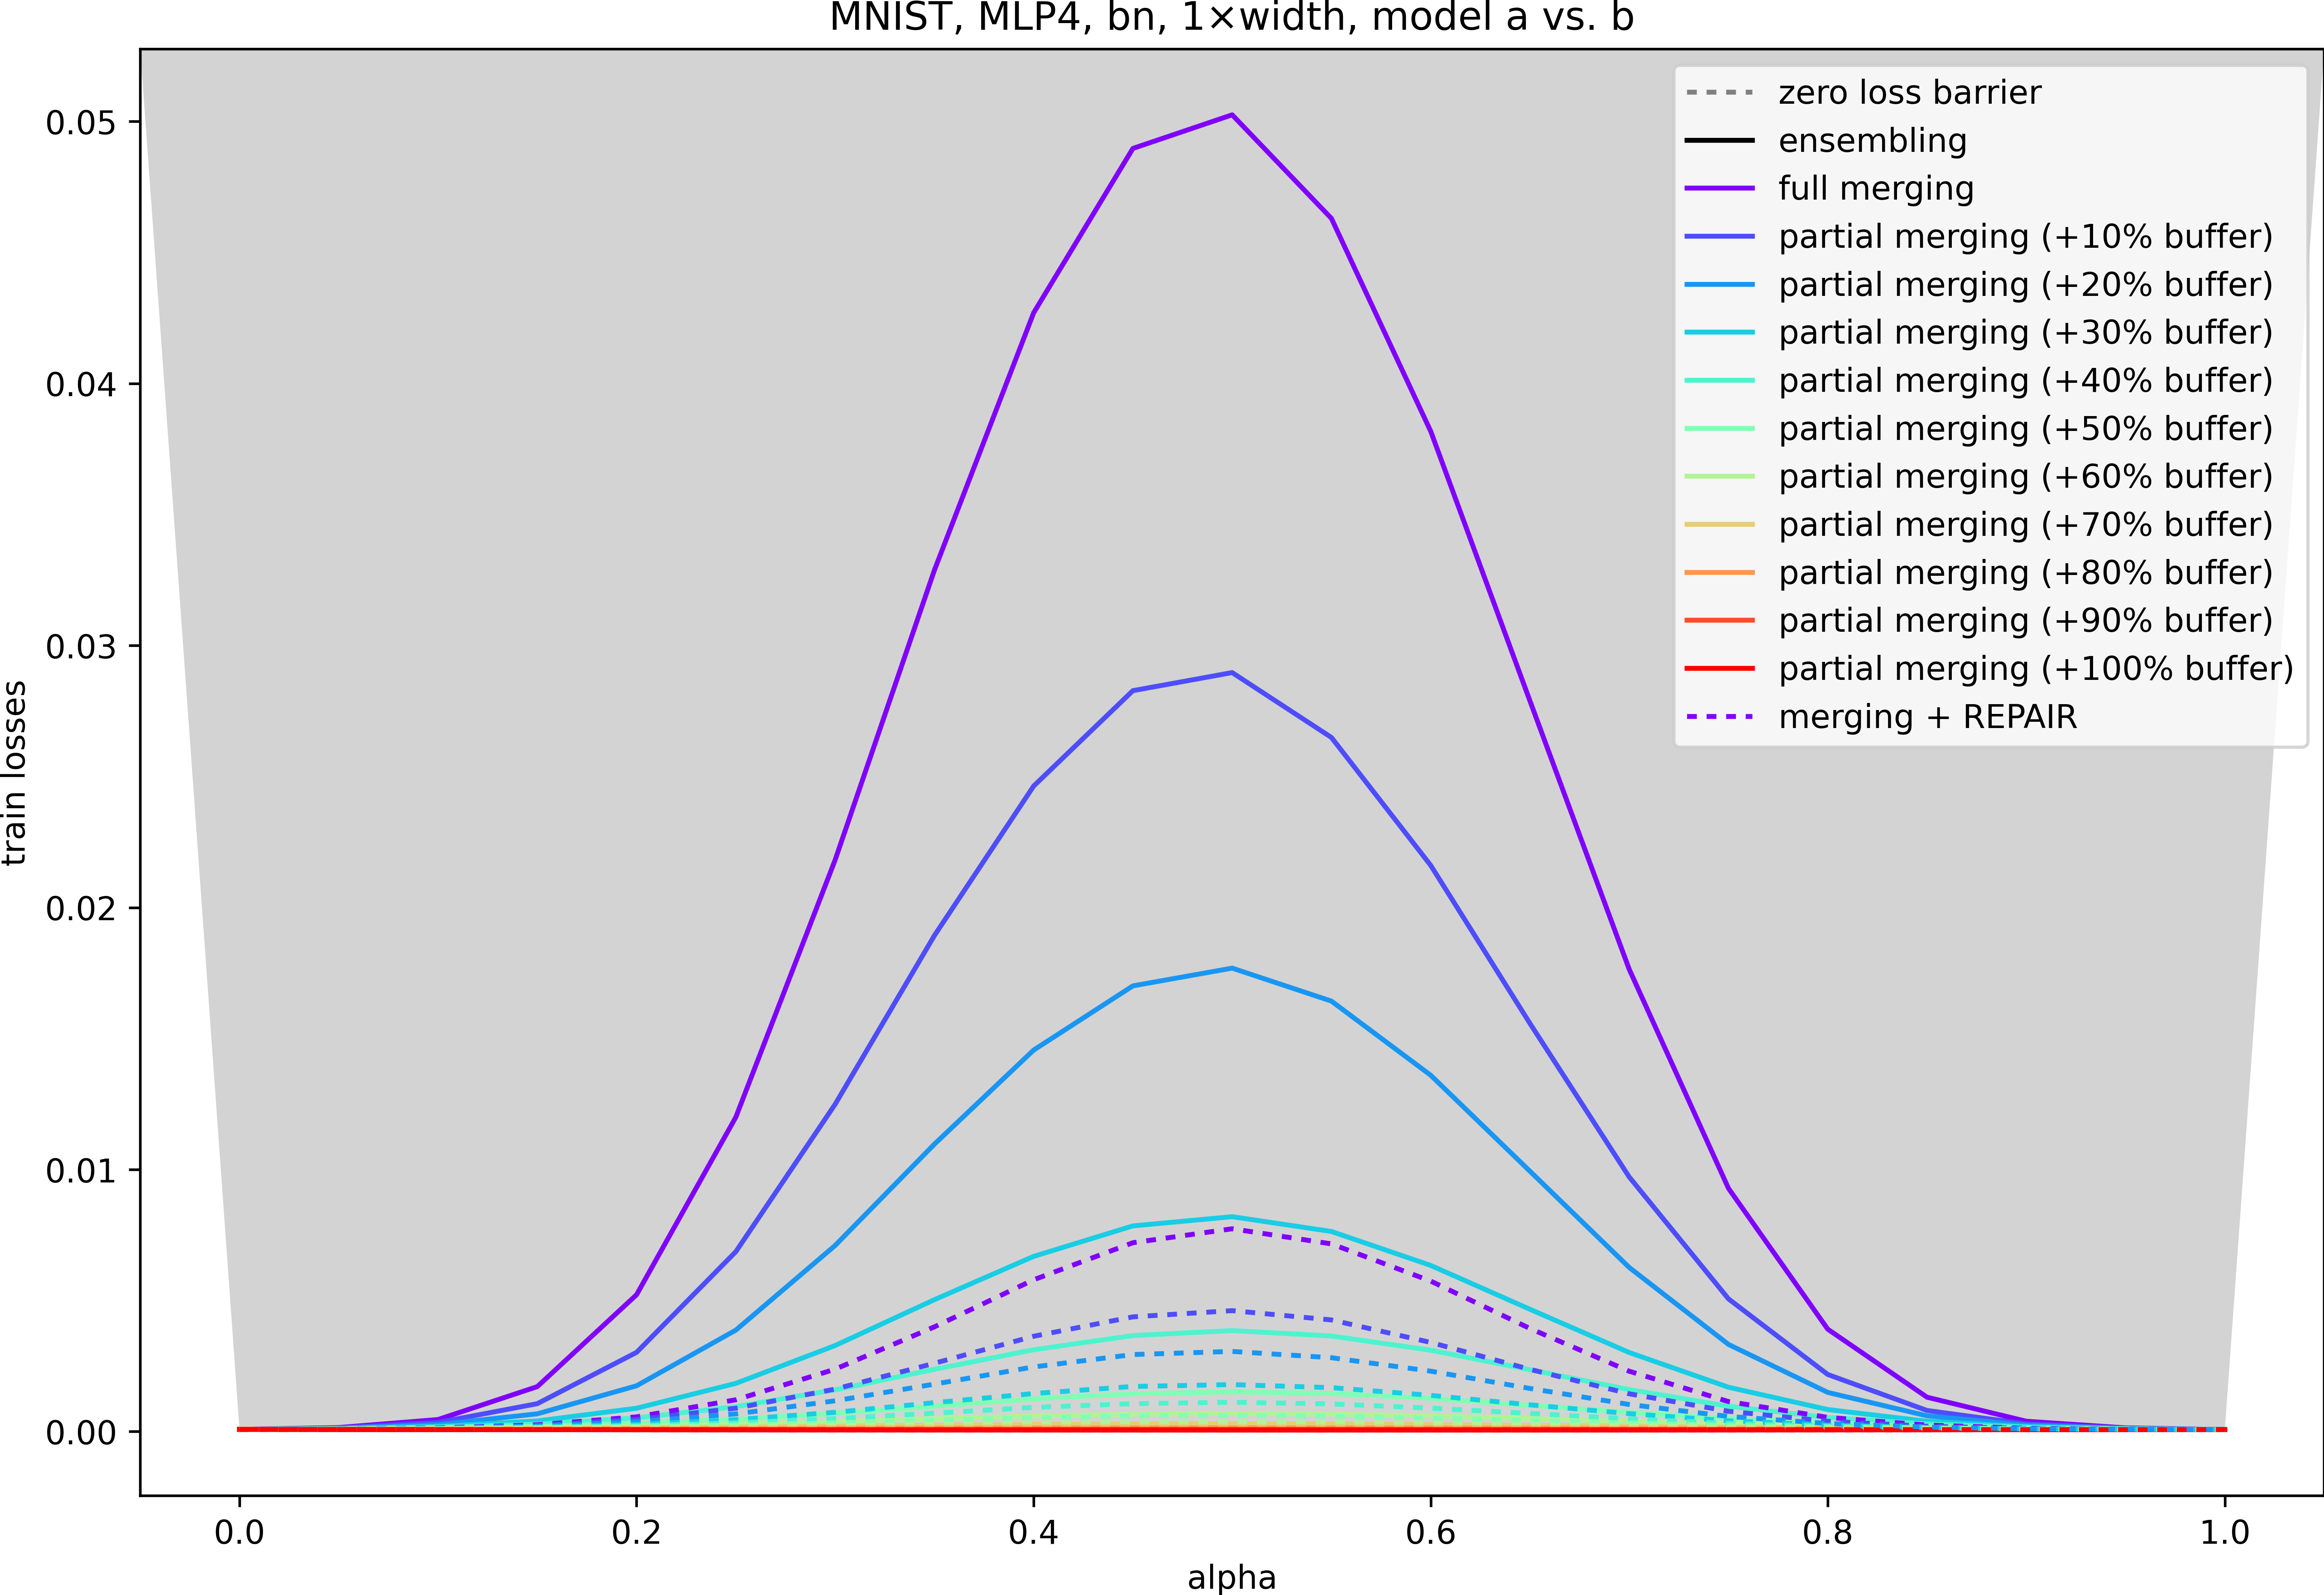 MNIST, MLP4, bn, 1×width, model a vs. b
zero loss barrier
ensembling
full merging
partial merging (+10% buffer)
partial merging (+20% buffer)
partial merging (+30% buffer)
partial merging (+40% buffer)
partial merging (+50% buffer)
partial merging (+60% buffer)
partial merging (+70% buffer)
partial merging (+80% buffer)
partial merging (+90% buffer)
partial merging (+100% buffer)
merging + REPAIR
train losses
0.05
0.04
0.03
0.02
0.01
0.00
0.0
0.2
0.4
0.6
0.8
1.0
alpha